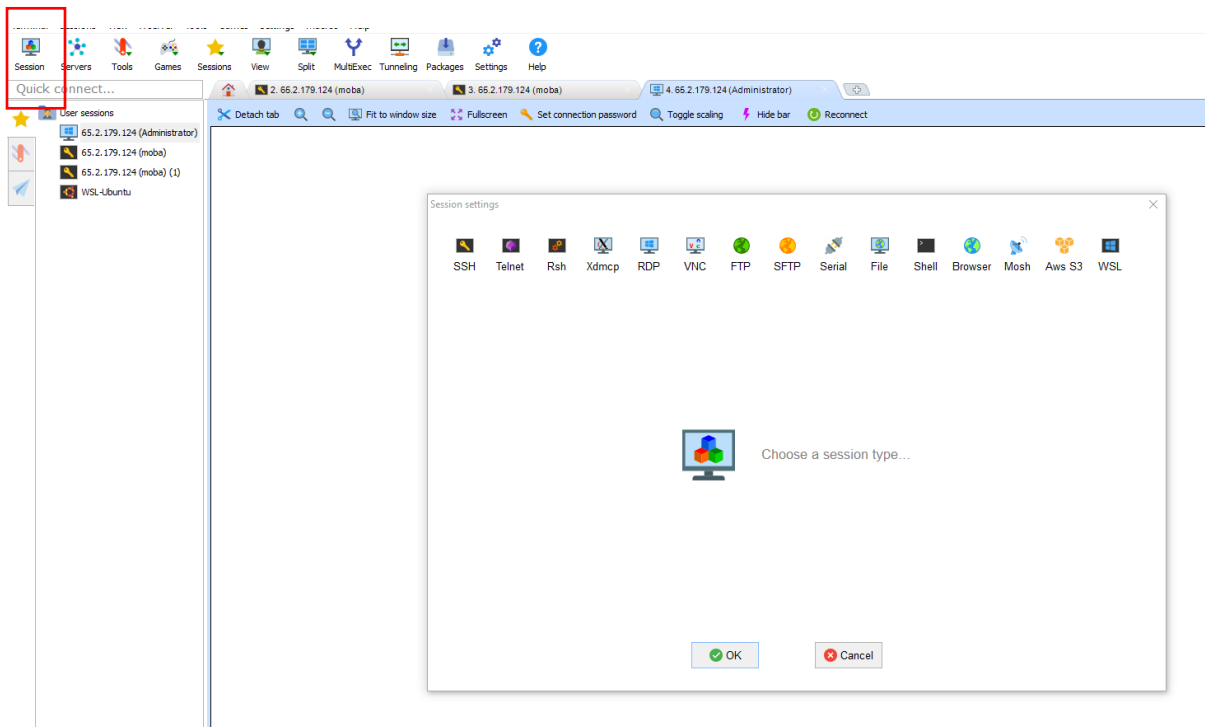 Session Servers Tools Games Sessions View Split MultiExec Tunneling Packages Settings Help
Quick connect...
2. 65.2.179.124 (moba)
3. 65.2.179.124 (moba)
4. 65.2.179.124 (Administrator)
User sessions
65.2.179.124 (Administrator)
65.2.179.124 (moba)
65.2.179.124 (moba) (1)
WSL-Ubuntu
Detach tab Fit to window size Fullscreen Set connection password Toggle scaling Hide bar Reconnect
Session settings
SSH Telnet Rsh Xdmcp RDP VNC FTP SFTP Serial File Shell Browser Mosh Aws S3 WSL
Choose a session type...
OK Cancel